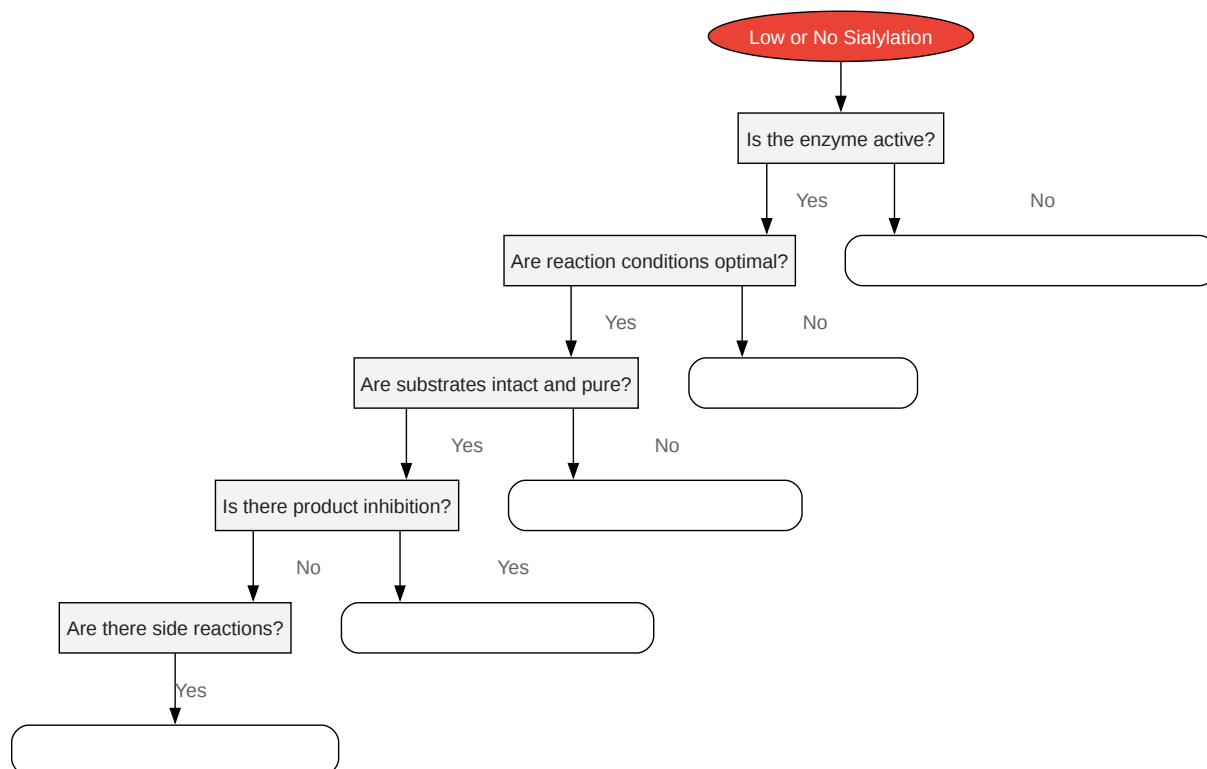 Low or No Sialylation
Is the enzyme active?
Yes
No
Are reaction conditions optimal?
Yes
No
Are substrates intact and pure?
Yes
No
Is there product inhibition?
No
Yes
Are there side reactions?
Yes